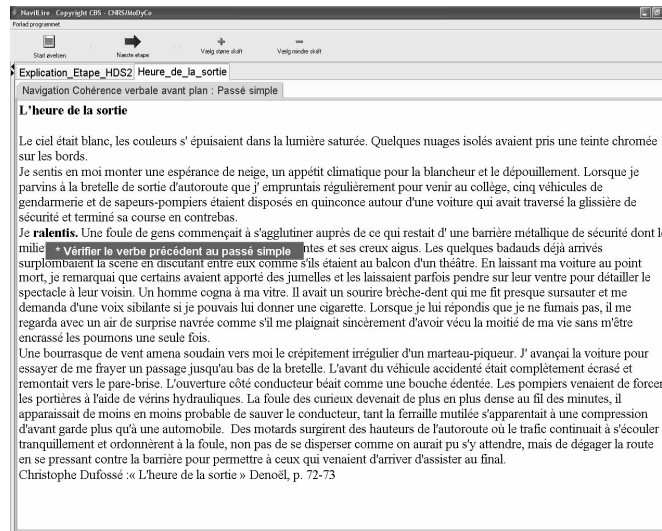 NaviLire Copyright CBS - CNRS/MoDyCo
Forlad programmet
Start øvelsen Næste etape Vælg større skrift Vælg mindre skrift
Explication_Etape_HDS2 Heure_de_la_sortie
Navigation Cohérence verbale avant plan : Passé simple
L'heure de la sortie
Le ciel était blanc, les couleurs s' épuisaient dans la lumière saturée. Quelques nuages isolés avaient pris une teinte chromée
sur les bords.
Je sentis en moi monter une espérance de neige, un appétit climatique pour la blancheur et le dépouillement. Lorsque je
parvins à la bretelle de sortie d'autoroute que j' empruntais régulièrement pour venir au collège, cinq véhicules de
gendarmerie et de sapeurs-pompiers étaient disposés en quinconce autour d'une voiture qui avait traversé la glissière de
sécurité et terminé sa course en contrebas.
Je ralentis. Une foule de gens commençait à s'agglutiner auprès de ce qui restait d' une barrière métallique de sécurité dont le
milie * Vérifier le verbe précédent au passé simple ntes et ses creux aigus. Les quelques badauds déjà arrivés
surplombaient la scène en discutant entre eux comme s'ils étaient au balcon d'un théâtre. En laissant ma voiture au point
mort, je remarquai que certains avaient apporté des jumelles et les laissaient parfois pendre sur leur ventre pour détailler le
spectacle à leur voisin. Un homme cogna à ma vitre. Il avait un sourire brèche-dent qui me fit presque sursauter et me
demanda d'une voix sibilante si je pouvais lui donner une cigarette. Lorsque je lui répondis que je ne fumais pas, il me
regarda avec un air de surprise navrée comme s'il me plaignait sincèrement d'avoir vécu la moitié de ma vie sans m'être
encrassé les poumons une seule fois.
Une bourrasque de vent amena soudain vers moi le crépitement irrégulier d'un marteau-piqueur. J' avançai la voiture pour
essayer de me frayer un passage jusqu'au bas de la bretelle. L'avant du véhicule accidenté était complètement écrasé et
remontait vers le pare-brise. L'ouverture côté conducteur béait comme une bouche édentée. Les pompiers venaient de forcer
les portières à l'aide de vérins hydrauliques. La foule des curieux devenait de plus en plus dense au fil des minutes, il
apparaissait de moins en moins probable de sauver le conducteur, tant la ferraille mutilée s'apparentait à une compression
d'avant garde plus qu'à une automobile. Des motards surgirent des hauteurs de l'autoroute où le trafic continuait à s'écouler
tranquillement et ordonnèrent à la foule, non pas de se disperser comme on aurait pu s'y attendre, mais de dégager la route
en se pressant contre la barrière pour permettre à ceux qui venaient d'arriver d'assister au final.
Christophe Dufossé :« L'heure de la sortie » Denoël, p. 72-73